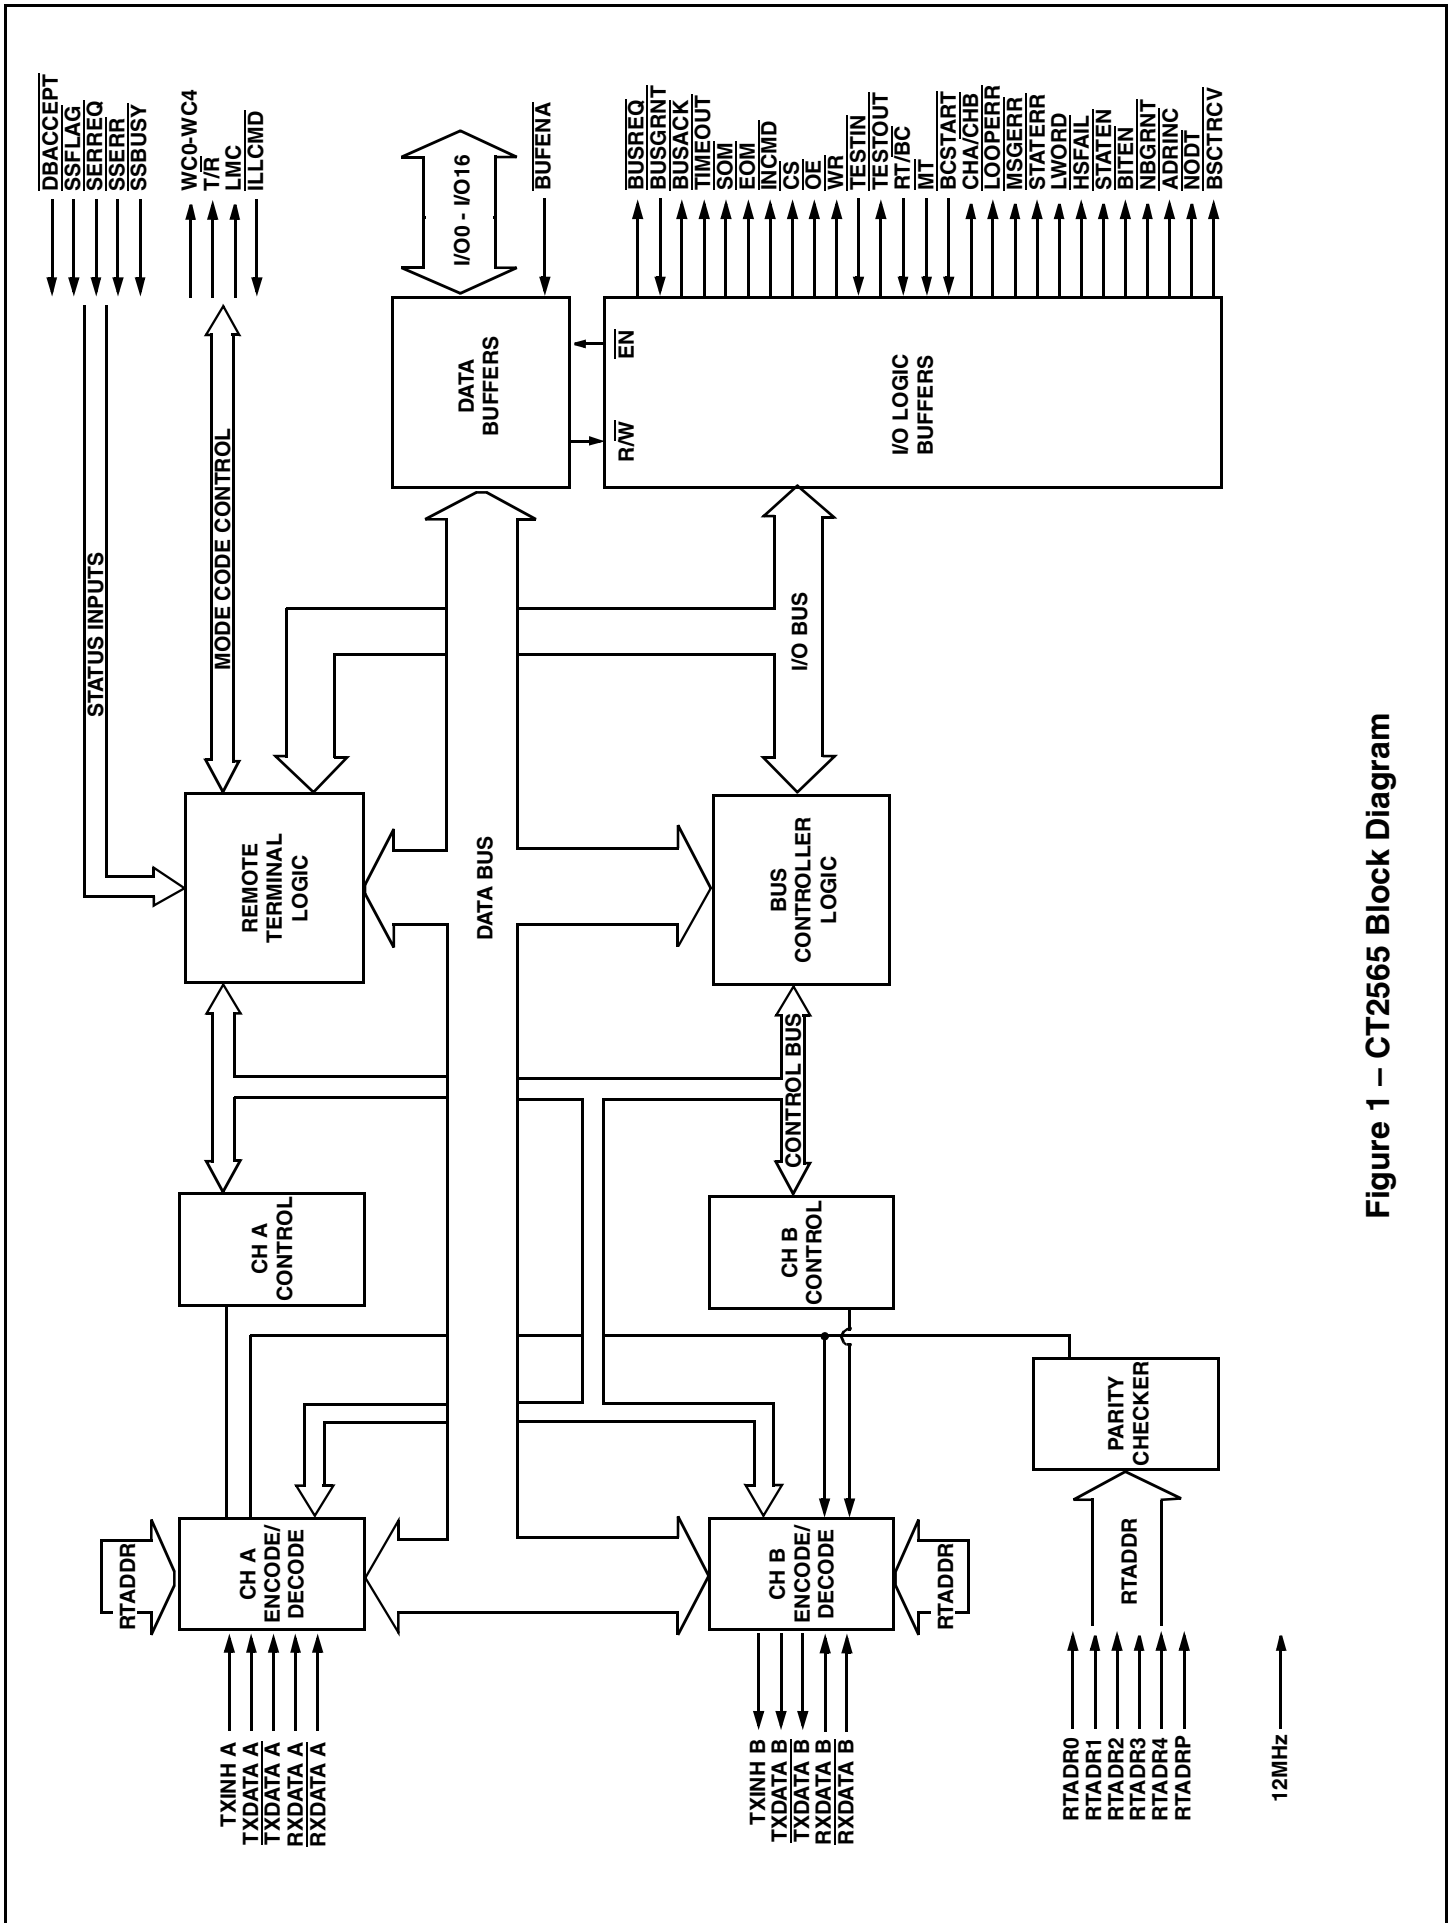 TXINH A
TXDATA A
TXDATA A
RXDATA A
RXDATA A
RTADDR
CH A
ENCODE/
DECODE
CH A
CONTROL
REMOTE
TERMINAL
LOGIC
STATUS INPUTS
MODE CODE CONTROL
DBACCEPT
SSFLAG
SERREQ
SSERR
SSBUSY
WC0-WC4
T/R
LMC
ILLCMD
DATA BUS
DATA
BUFFERS
I/O0 - I/O16
BUFENA
TXINH B
TXDATA B
TXDATA B
RXDATA B
RXDATA B
CH B
ENCODE/
DECODE
RTADDR
CH B
CONTROL
CONTROL BUS
BUS
CONTROLLER
LOGIC
I/O BUS
R/W
EN
I/O LOGIC
BUFFERS
BUSREQ
BUSGRNT
BUSACK
TIMEOUT
SOM
EOM
INCMD
CS
OE
WR
TESTIN
TESTOUT
RT/BC
MT
BCSTART
CHA/CHB
LOOPERR
MSGERR
STATERR
LWORD
HSFAIL
STATEN
BITEN
NBGRNT
ADRINC
NODT
BSCTRCV
RTADR0
RTADR1
RTADR2
RTADR3
RTADR4
RTADRP
RTADDR
PARITY
CHECKER
12MHz
Figure 1 – CT2565 Block Diagram